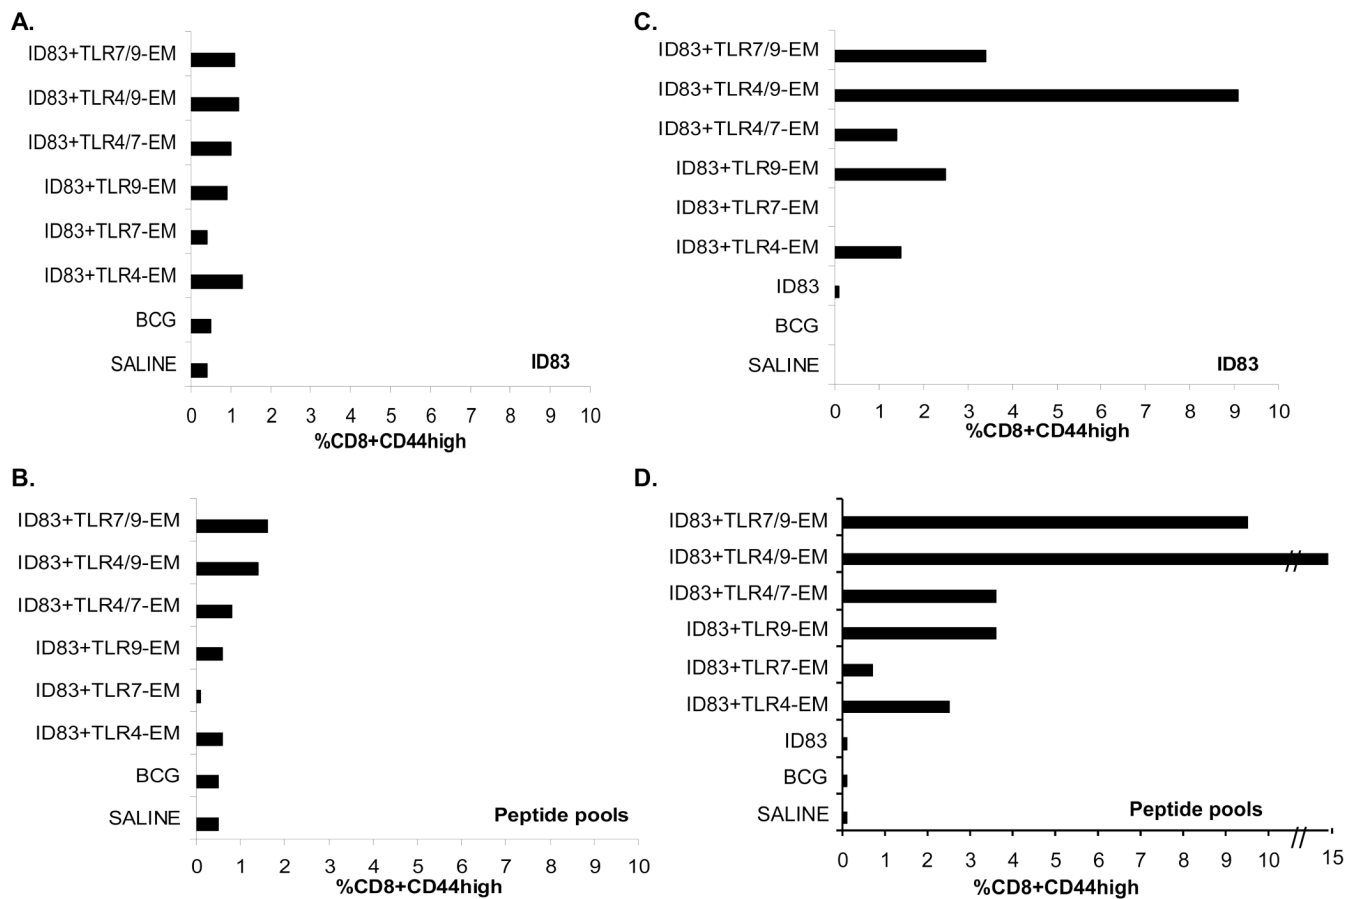 A.
ID83+TLR7/9-EM
ID83+TLR4/9-EM
ID83+TLR4/7-EM
ID83+TLR9-EM
ID83+TLR7-EM
ID83+TLR4-EM
BCG
SALINE
ID83
0 1 2 3 4 5 6 7 8 9 10
%CD8+CD44high
B.
ID83+TLR7/9-EM
ID83+TLR4/9-EM
ID83+TLR4/7-EM
ID83+TLR9-EM
ID83+TLR7-EM
ID83+TLR4-EM
BCG
SALINE
Peptide pools
0 1 2 3 4 5 6 7 8 9 10
%CD8+CD44high
C.
ID83+TLR7/9-EM
ID83+TLR4/9-EM
ID83+TLR4/7-EM
ID83+TLR9-EM
ID83+TLR7-EM
ID83+TLR4-EM
ID83
BCG
SALINE
ID83
0 1 2 3 4 5 6 7 8 9 10
%CD8+CD44high
D.
ID83+TLR7/9-EM
ID83+TLR4/9-EM
//
ID83+TLR4/7-EM
ID83+TLR9-EM
ID83+TLR7-EM
ID83+TLR4-EM
ID83
BCG
SALINE
Peptide pools
//
0 1 2 3 4 5 6 7 8 9 10 15
%CD8+CD44high